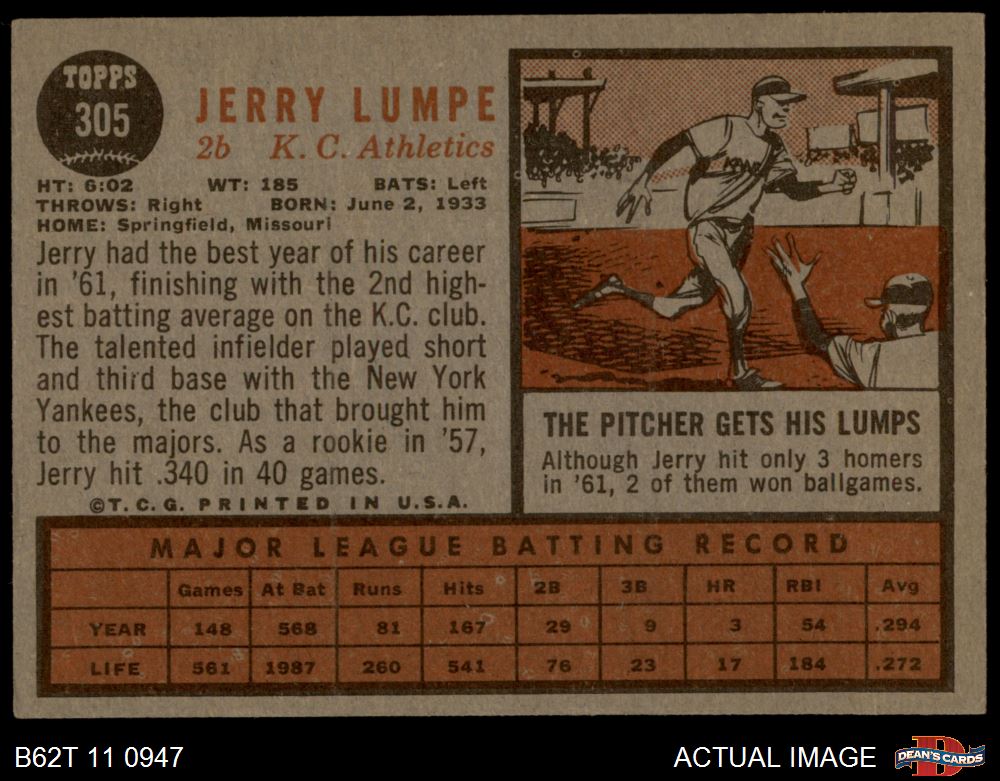 TOPPS
305
JERRY LUMPE
2b K. C. Athletics
HT: 6:02 WT: 185 BATS: Left
THROWS: Right BORN: June 2, 1933
HOME: Springfield, Missouri
Jerry had the best year of his career
in '61, finishing with the 2nd high-
est batting average on the K.C. club.
The talented infielder played short
and third base with the New York
Yankees, the club that brought him
to the majors. As a rookie in '57,
Jerry hit .340 in 40 games.
©T. C. G. PRINTED IN U.S.A.
THE PITCHER GETS HIS LUMPS
Although Jerry hit only 3 homers
in '61, 2 of them won ballgames.
MAJOR LEAGUE BATTING RECORD
Games At Bat Runs Hits 2B 3B HR RBI Avg
YEAR 148 568 81 167 29 9 3 54 .294
LIFE 561 1987 260 541 76 23 17 184 .272
B62T 11 0947
ACTUAL IMAGE
D
DEAN'S CARDS